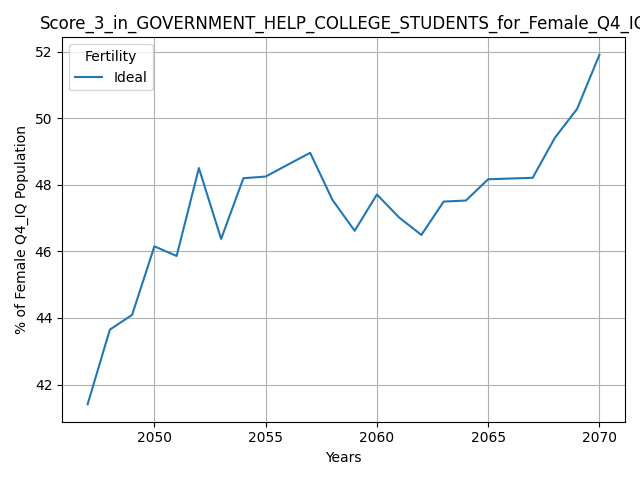 Score_3_in_GOVERNMENT_HELP_COLLEGE_STUDENTS_for_Female_Q4_IQ
Fertility
Ideal
% of Female Q4_IQ Population
52
50
48
46
44
42
2050 2055 2060 2065 2070
Years